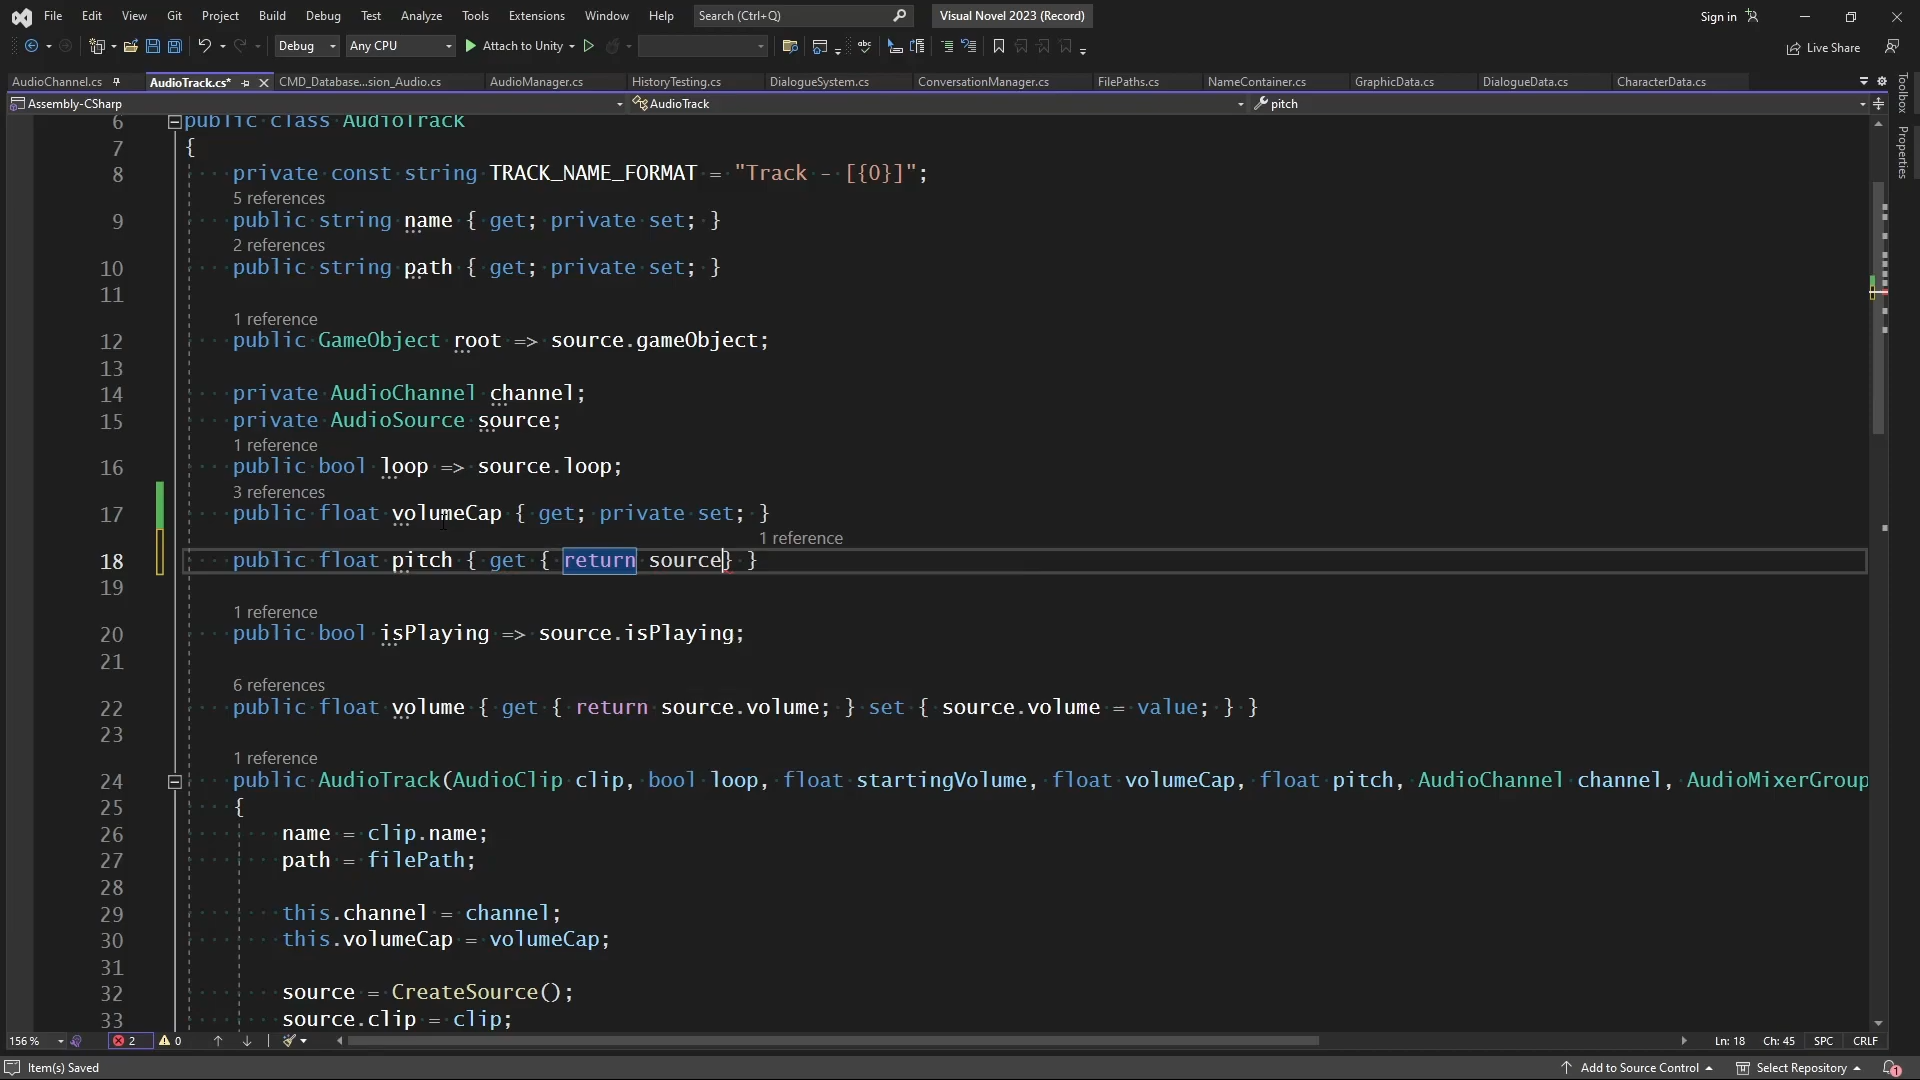 File Edit View Git Project Build Debug Test Analyze Tools Extensions Window Help Search (Ctrl+Q) Visual Novel 2023 (Record) Sign in
Debug Any CPU Attach to Unity Live Share
AudioChannel.cs AudioTrack.cs* CMD_Database...sion_Audio.cs AudioManager.cs HistoryTesting.cs DialogueSystem.cs ConversationManager.cs FilePaths.cs NameContainer.cs GraphicData.cs DialogueData.cs CharacterData.cs
Assembly-CSharp AudioTrack pitch
Toolbox
Properties
6 public class AudioTrack
7 {
8 private const string TRACK_NAME_FORMAT = "Track - [{0}]";
5 references
9 public string name { get; private set; }
2 references
10 public string path { get; private set; }
11
1 reference
12 public GameObject root => source.gameObject;
13
14 private AudioChannel channel;
15 private AudioSource source;
1 reference
16 public bool loop => source.loop;
3 references
17 public float volumeCap { get; private set; }
1 reference
18 public float pitch { get { return source} }
19
1 reference
20 public bool isPlaying => source.isPlaying;
21
6 references
22 public float volume { get { return source.volume; } set { source.volume = value; } }
23
1 reference
24 public AudioTrack(AudioClip clip, bool loop, float startingVolume, float volumeCap, float pitch, AudioChannel channel, AudioMixerGroup
25 {
26 name = clip.name;
27 path = filePath;
28
29 this.channel = channel;
30 this.volumeCap = volumeCap;
31
32 source = CreateSource();
33 source.clip = clip;
156 % 2 0 Ln: 18 Ch: 45 SPC CRLF
Item(s) Saved Add to Source Control Select Repository 1